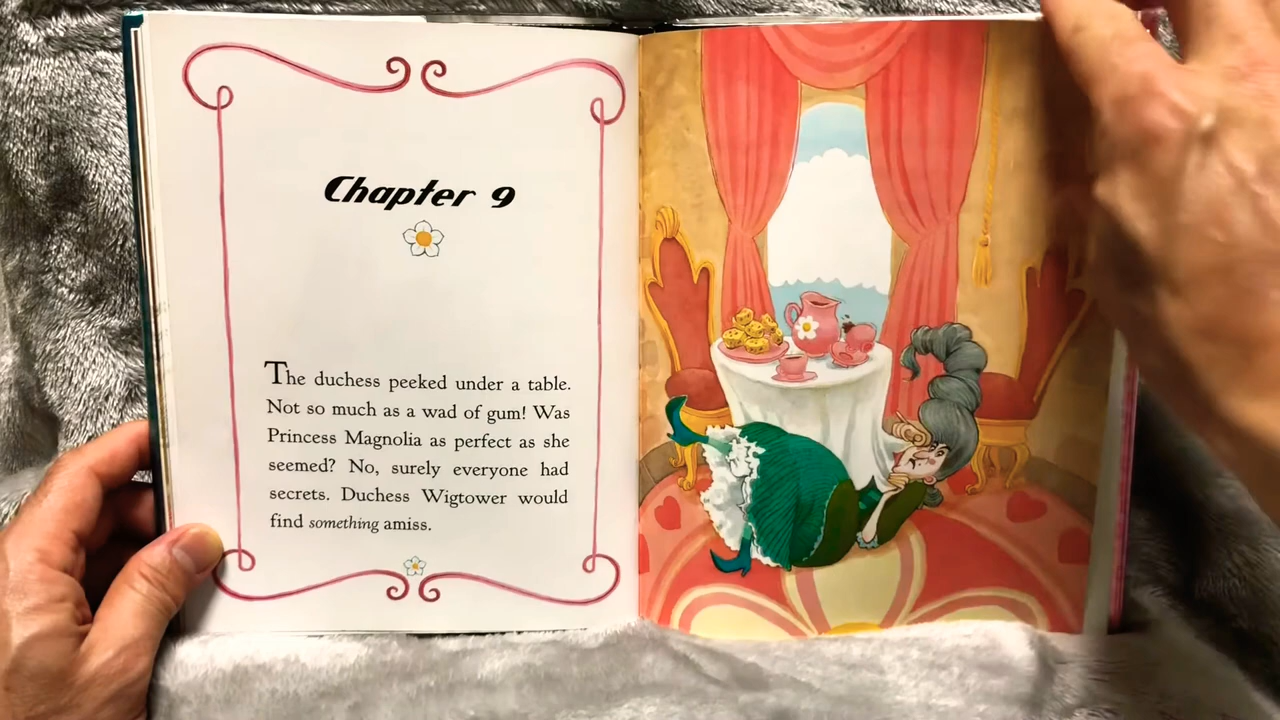 Chapter 9
The duchess peeked under a table.
Not so much as a wad of gum! Was
Princess Magnolia as perfect as she
seemed? No, surely everyone had
secrets. Duchess Wigtower would
find something amiss.